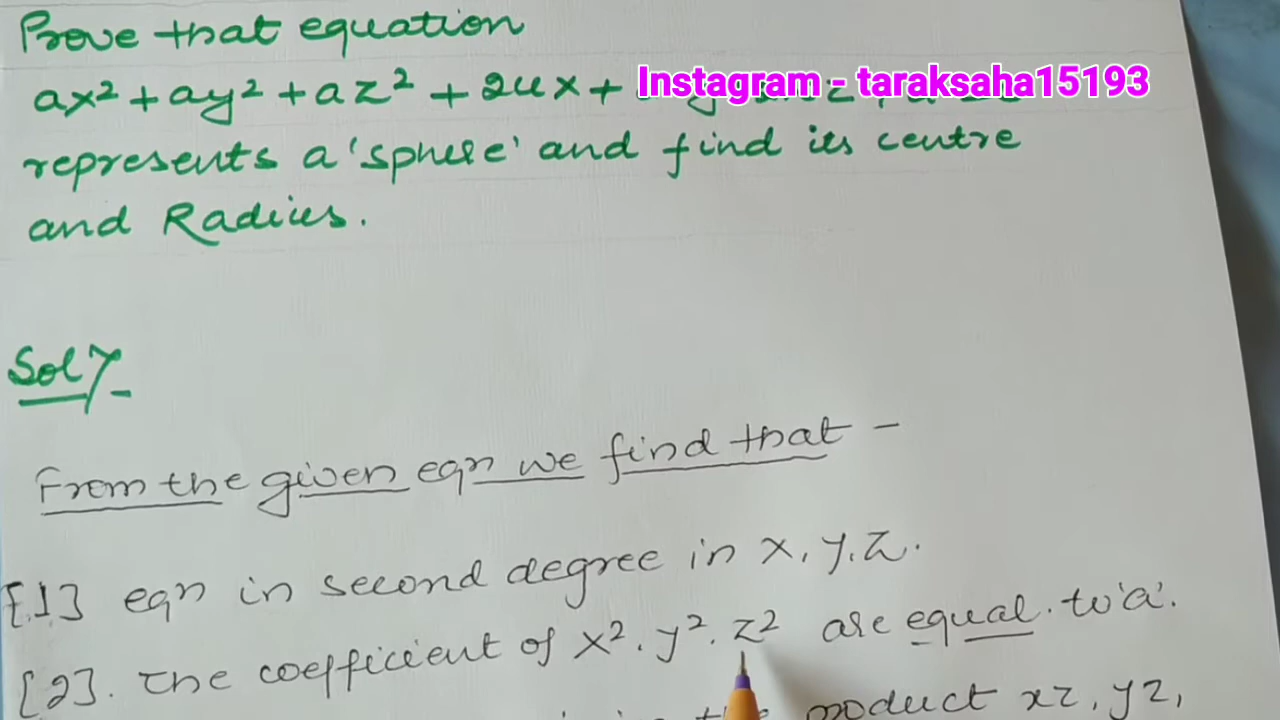 Prove that equation
ax² + ay² + az² + 2ux +
Instagram - taraksaha15193
represents a 'sphere' and find its centre
and Radius.
Sol/-
From the given eqn we find that -
[1] eqn in second degree in x, y, z.
[2]. The coefficient of x². y². z² are equal. to 'a'.
product xz, yz,